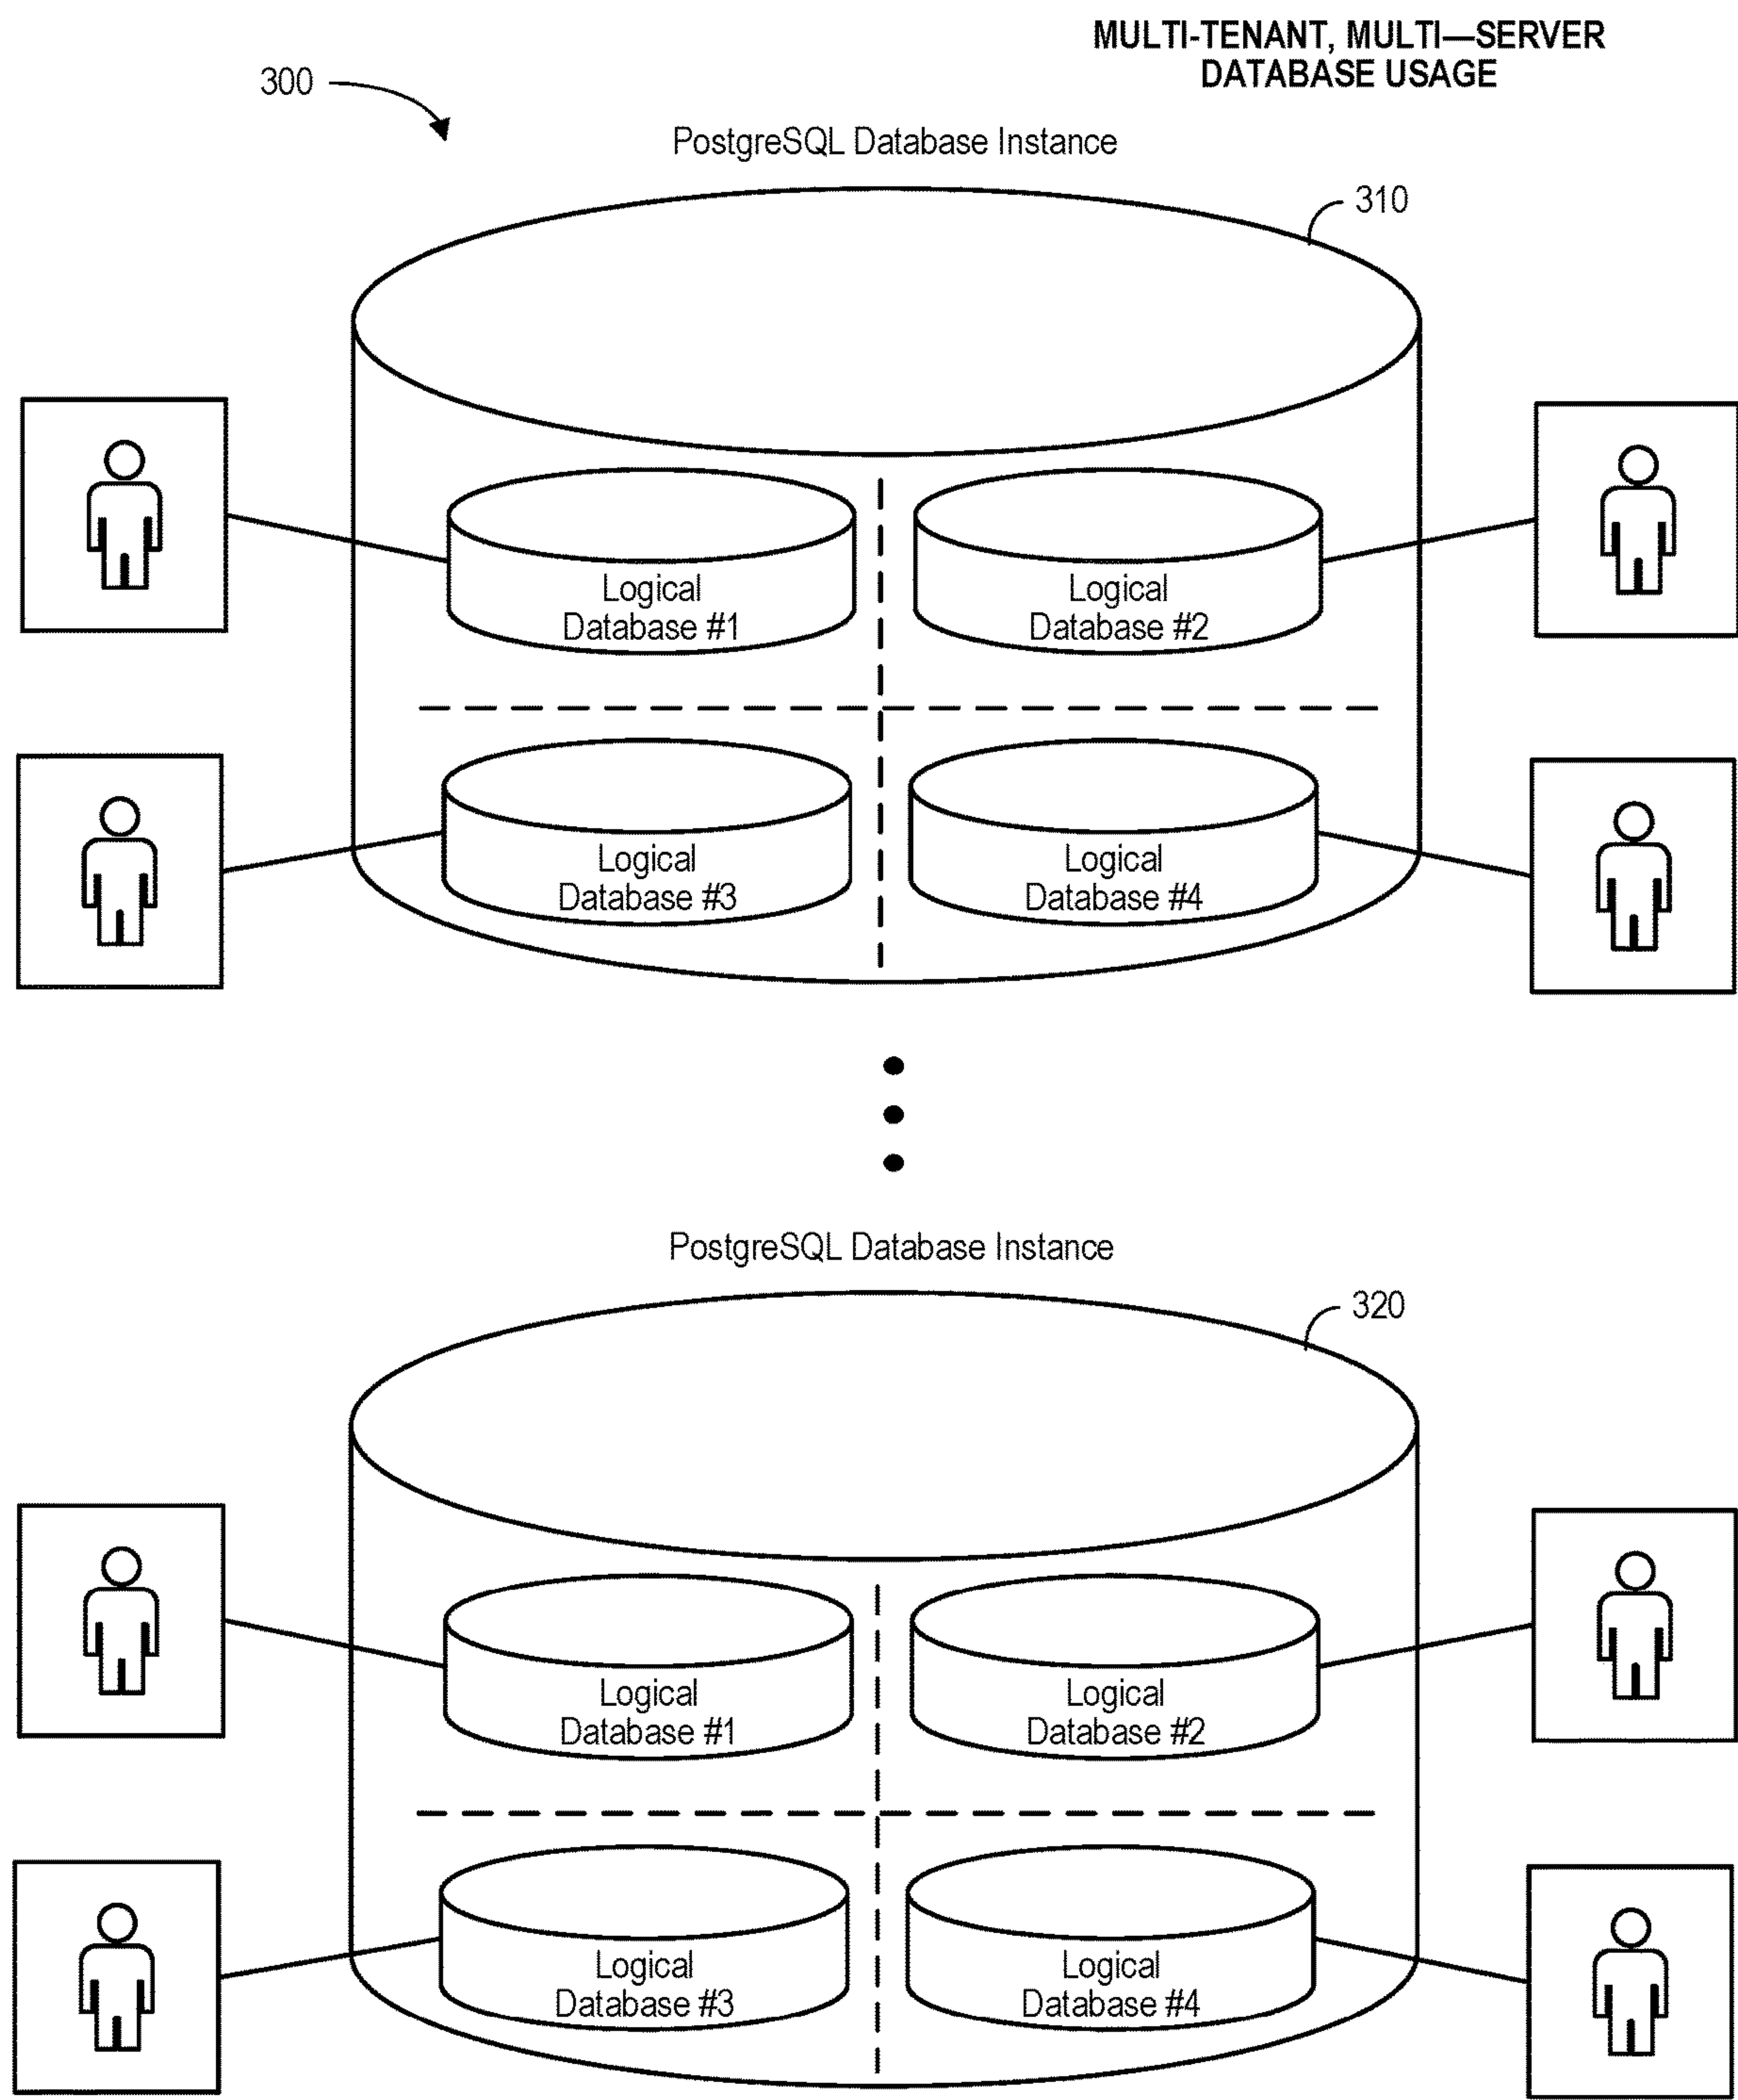 MULTI-TENANT, MULTI—SERVER
DATABASE USAGE
300
PostgreSQL Database Instance
310
Logical
Database #1
Logical
Database #2
Logical
Database #3
Logical
Database #4
PostgreSQL Database Instance
320
Logical
Database #1
Logical
Database #2
Logical
Database #3
Logical
Database #4